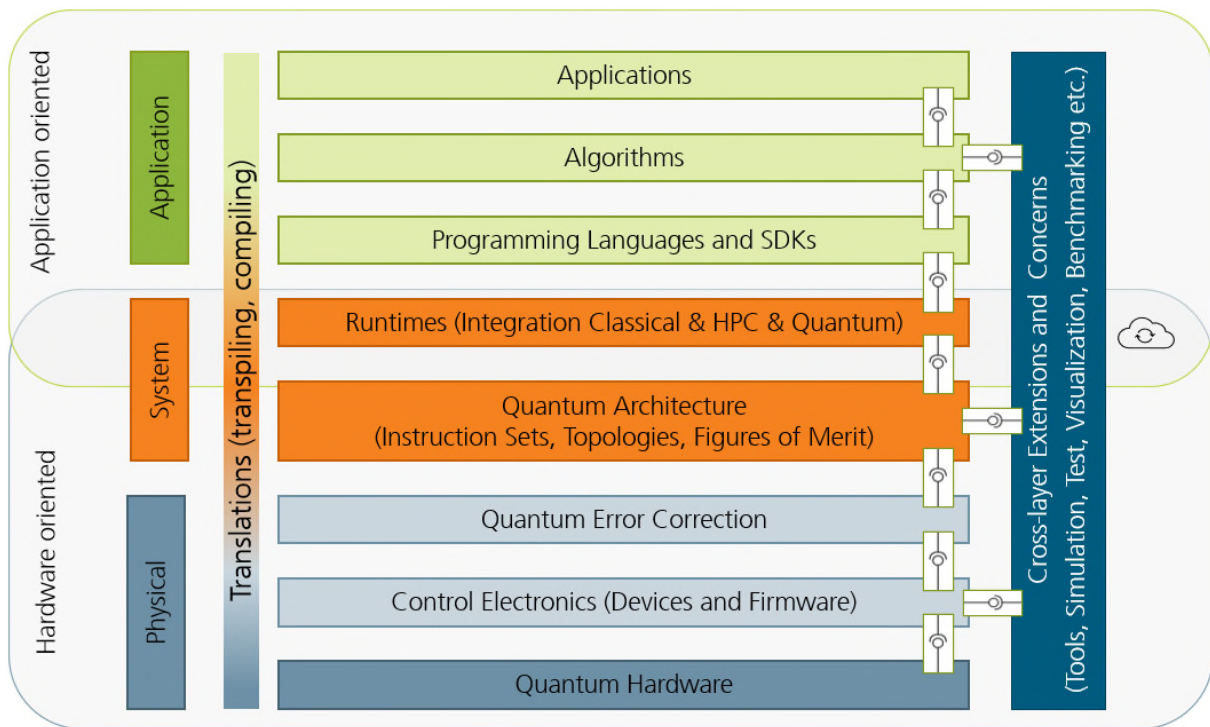 Application oriented
Hardware oriented
Application
System
Physical
Translations (transpiling, compiling)
Applications
Algorithms
Programming Languages and SDKs
Runtimes (Integration Classical & HPC & Quantum)
Quantum Architecture
(Instruction Sets, Topologies, Figures of Merit)
Quantum Error Correction
Control Electronics (Devices and Firmware)
Quantum Hardware
Cross-layer Extensions and Concerns
(Tools, Simulation, Test, Visualization, Benchmarking etc.)